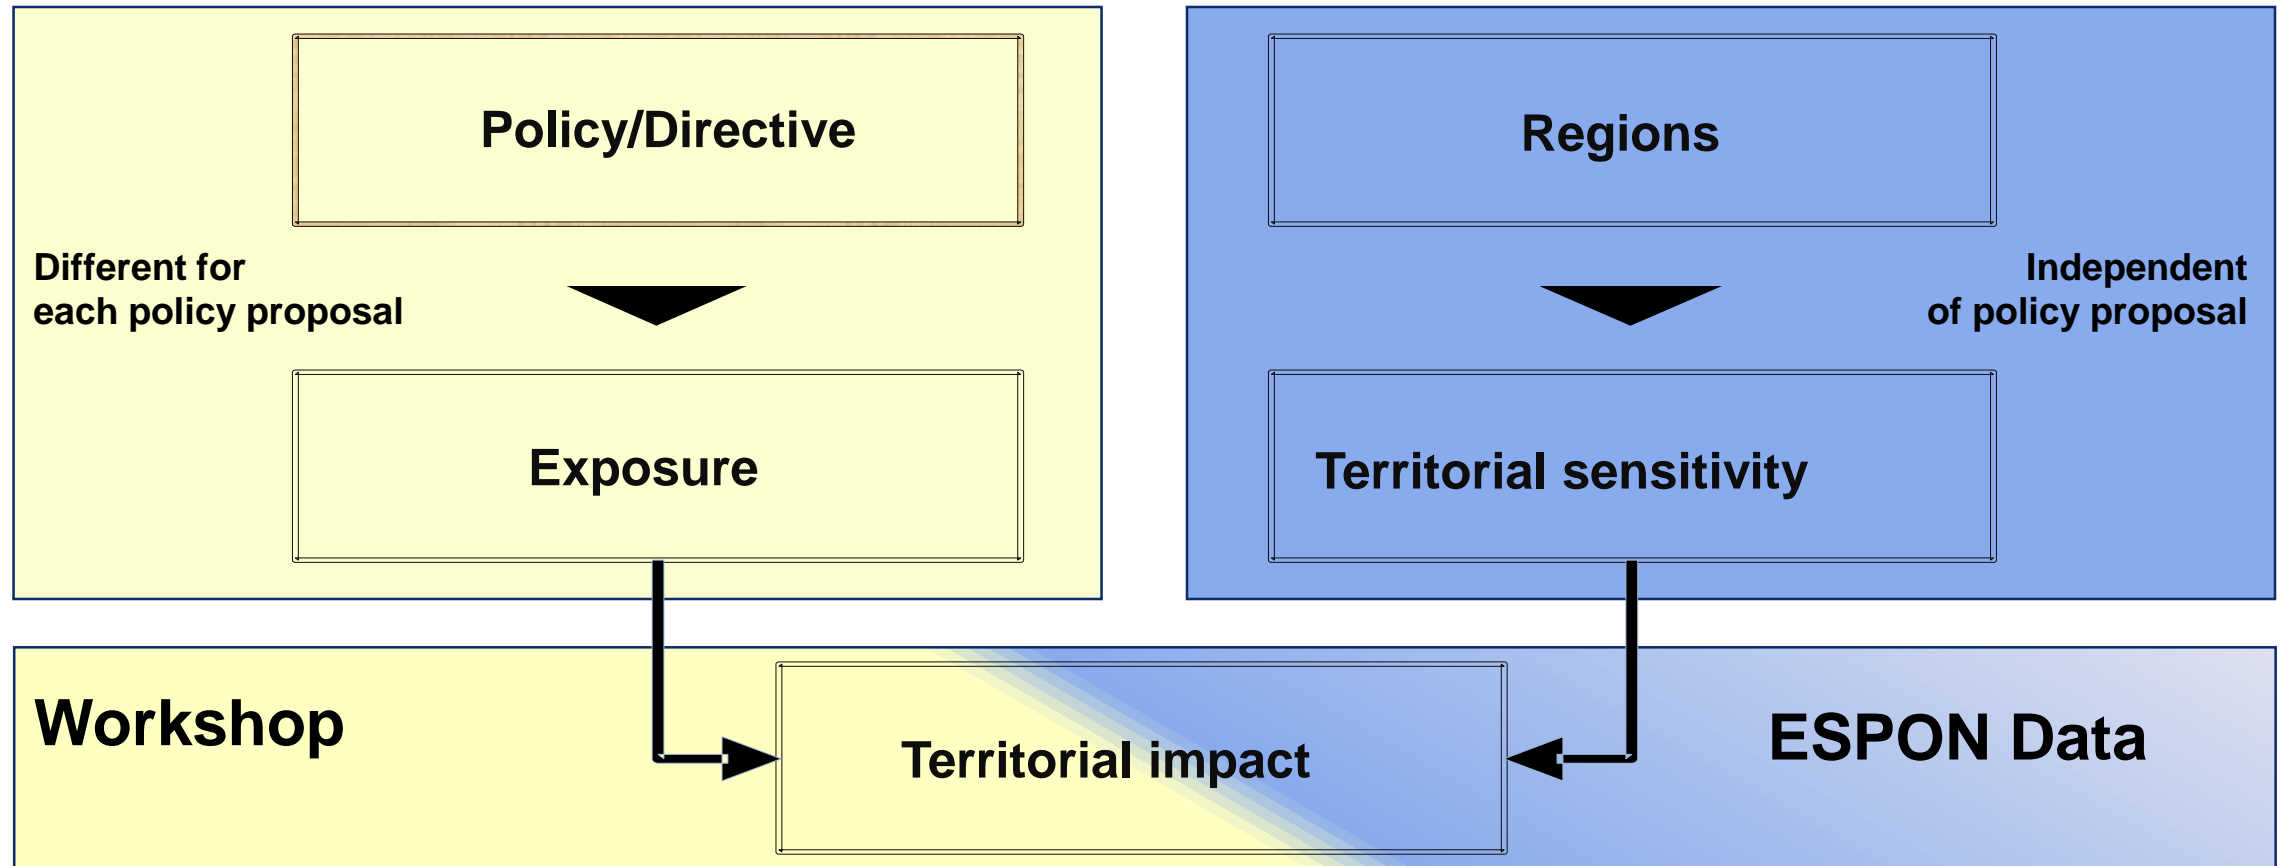 Policy/Directive
Different for
each policy proposal
Exposure
Regions
Independent
of policy proposal
Territorial sensitivity
Workshop
Territorial impact
ESPON Data